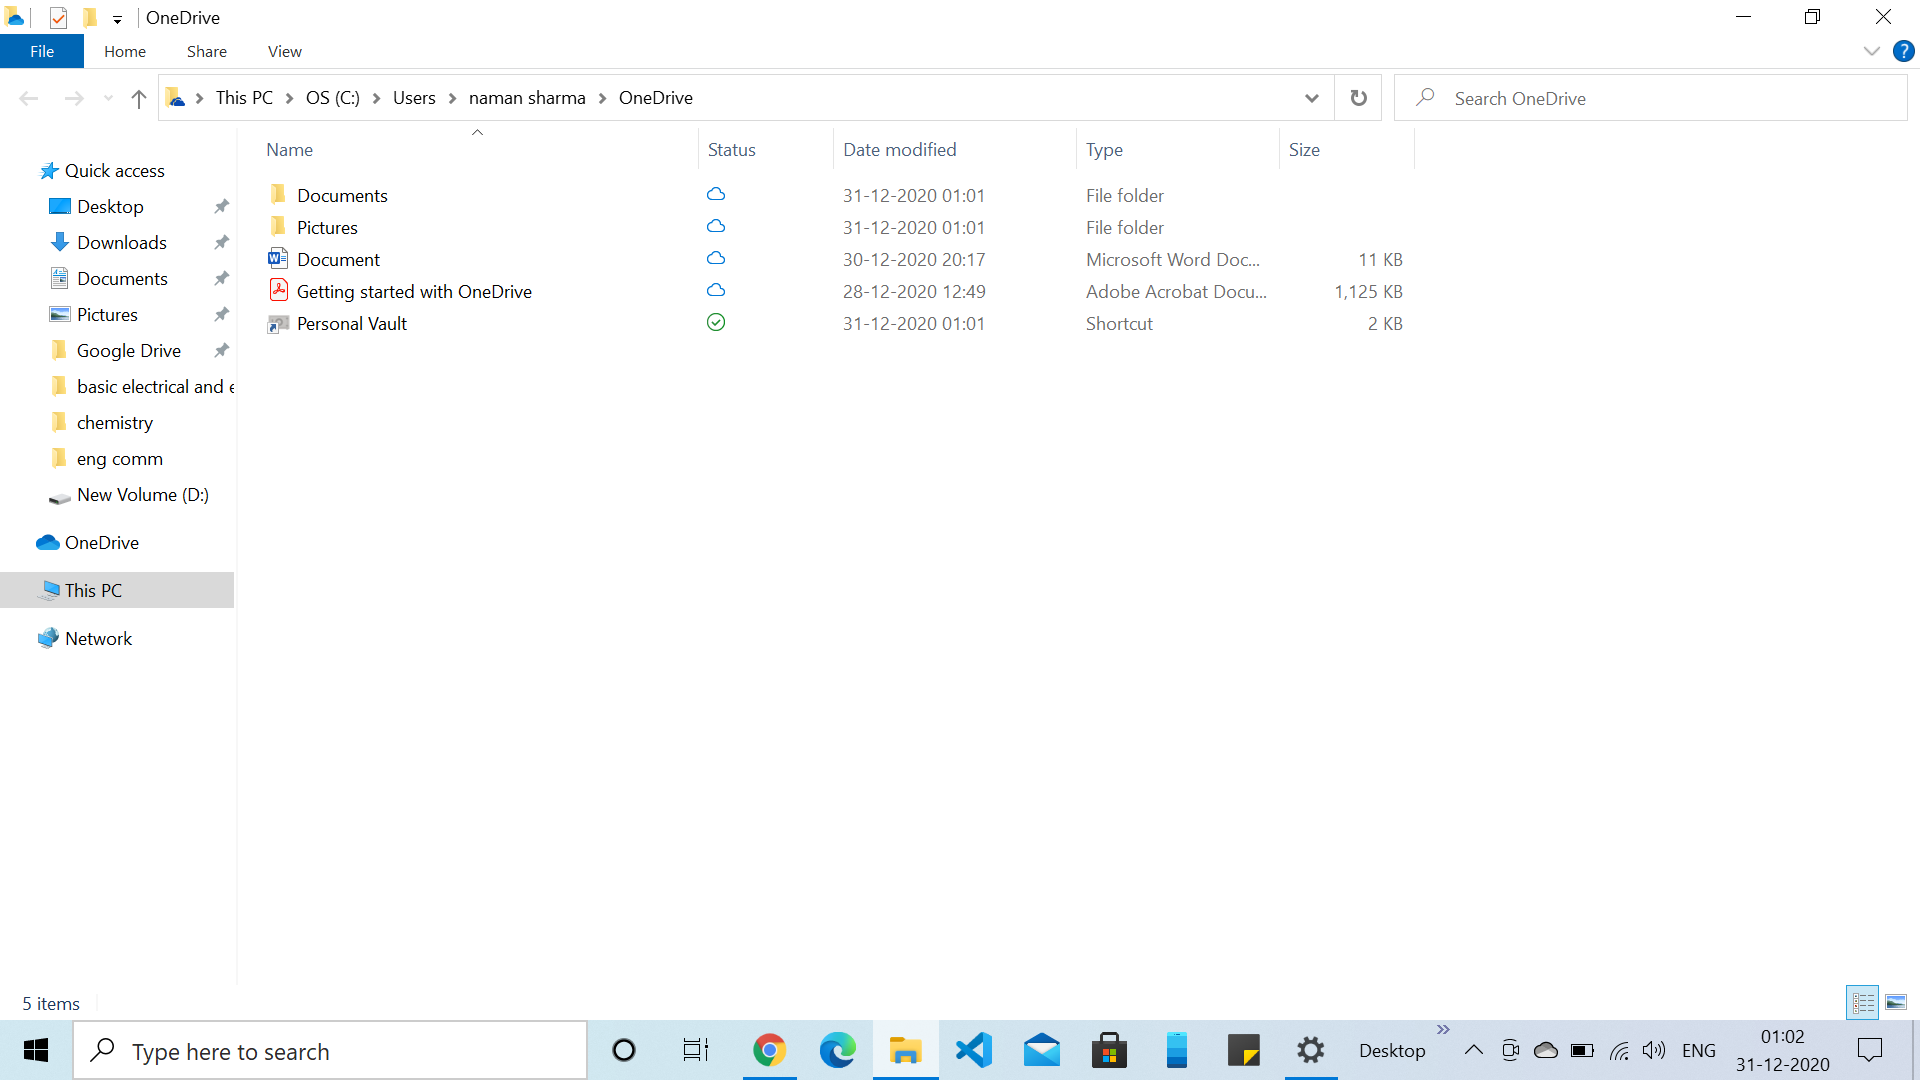 OneDrive
File Home Share View
This PC OS (C:) Users naman sharma OneDrive
Search OneDrive
Name Status Date modified Type Size
Quick access
Desktop
Downloads
Documents
Pictures
Google Drive
basic electrical and e
chemistry
eng comm
New Volume (D:)
OneDrive
This PC
Network
Documents 31-12-2020 01:01 File folder
Pictures 31-12-2020 01:01 File folder
Document 30-12-2020 20:17 Microsoft Word Doc... 11 KB
Getting started with OneDrive 28-12-2020 12:49 Adobe Acrobat Docu... 1,125 KB
Personal Vault 31-12-2020 01:01 Shortcut 2 KB
5 items
Type here to search
Desktop
ENG
01:02
31-12-2020